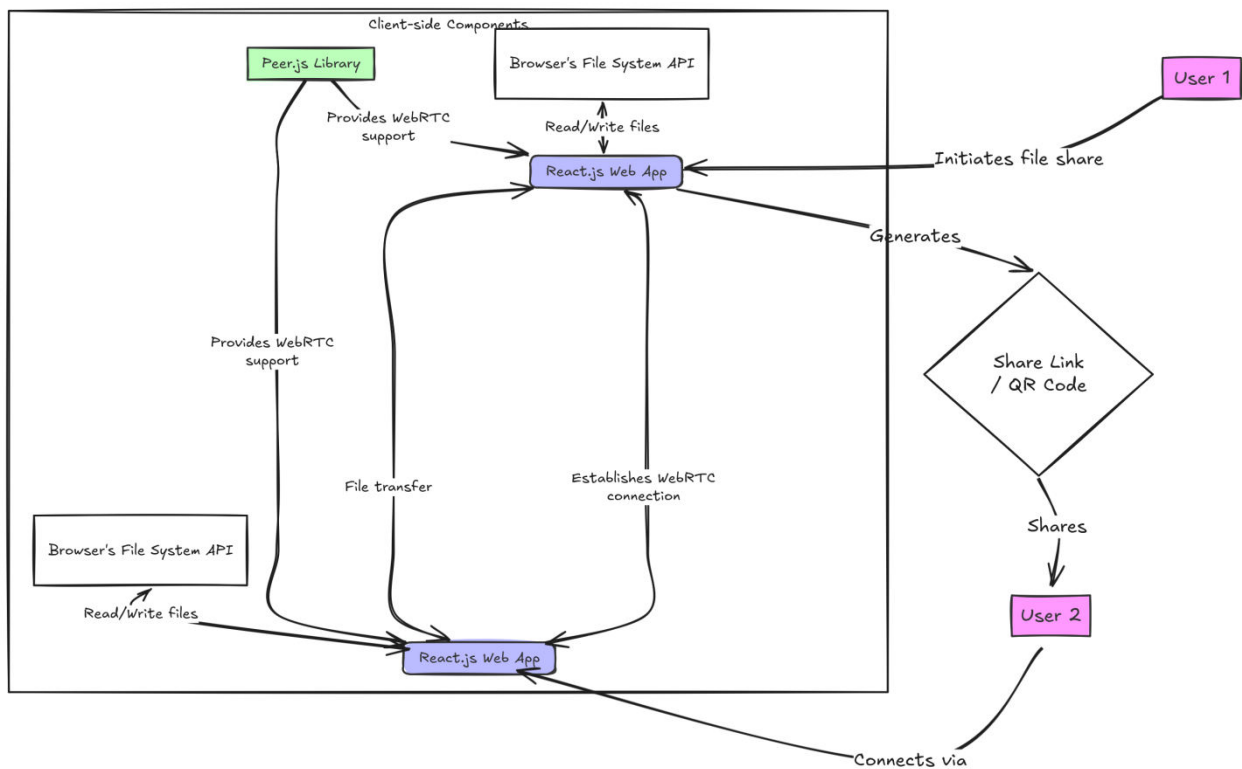 Client-side Components
Peer.js Library
Browser's File System API
User 1
Provides WebRTC
support
Read/Write files
Initiates file share
React.js Web App
Generates
Share Link
/ QR Code
Provides WebRTC
support
File transfer
Establishes WebRTC
connection
Shares
Browser's File System API
Read/Write files
User 2
React.js Web App
Connects via